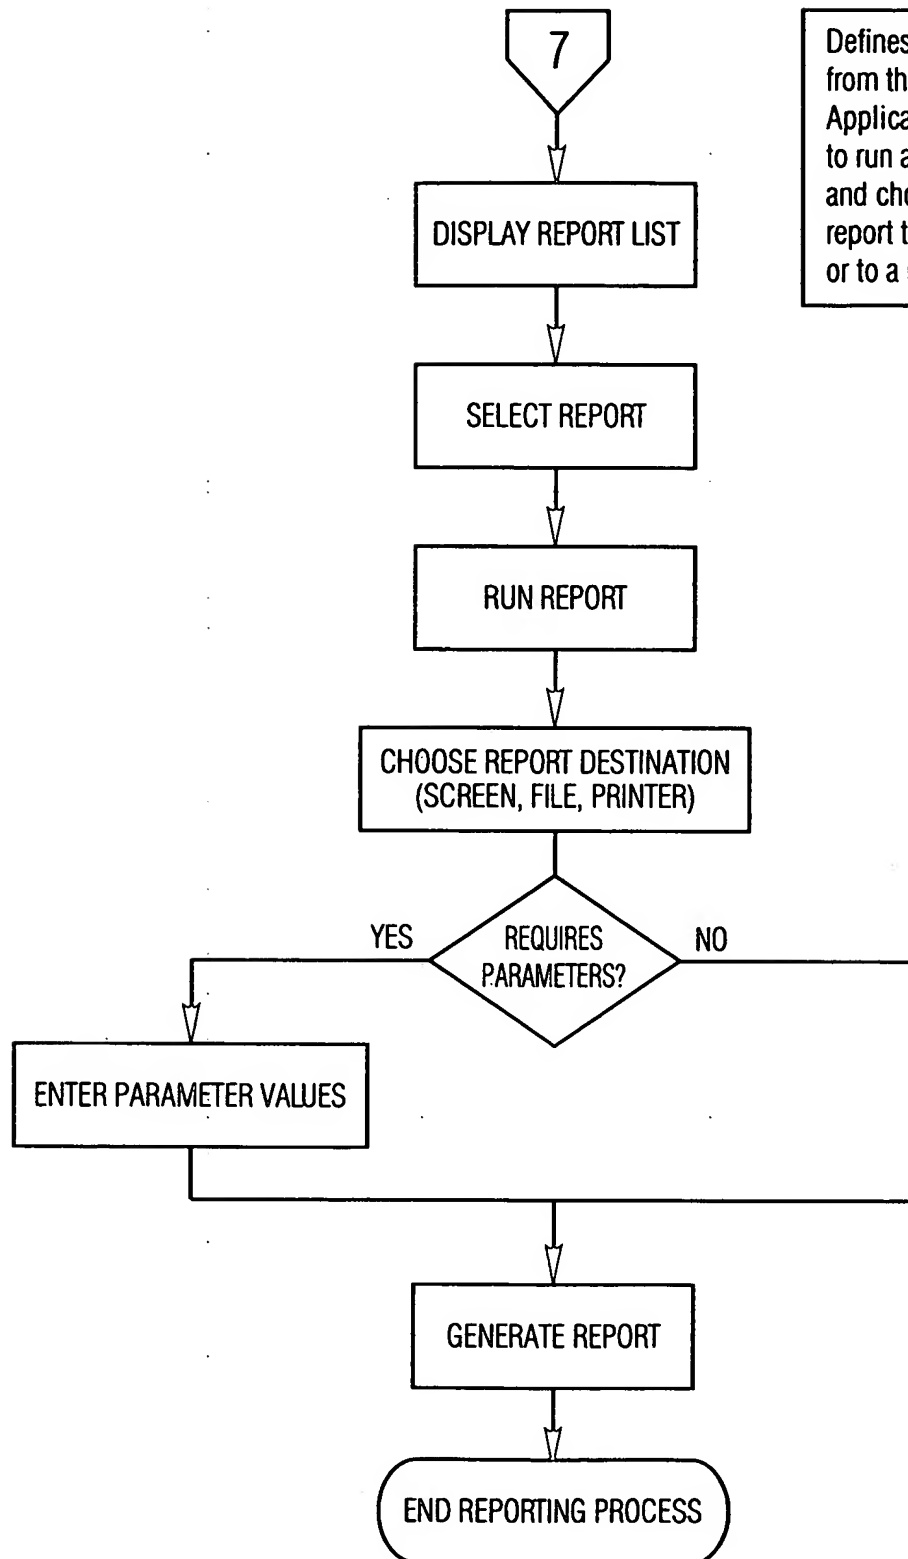 7
Defines
from th
Applica
to run a
and cho
report t
or to a
DISPLAY REPORT LIST
SELECT REPORT
RUN REPORT
CHOOSE REPORT DESTINATION
(SCREEN, FILE, PRINTER)
YES
REQUIRES
PARAMETERS?
NO
ENTER PARAMETER VALUES
GENERATE REPORT
END REPORTING PROCESS